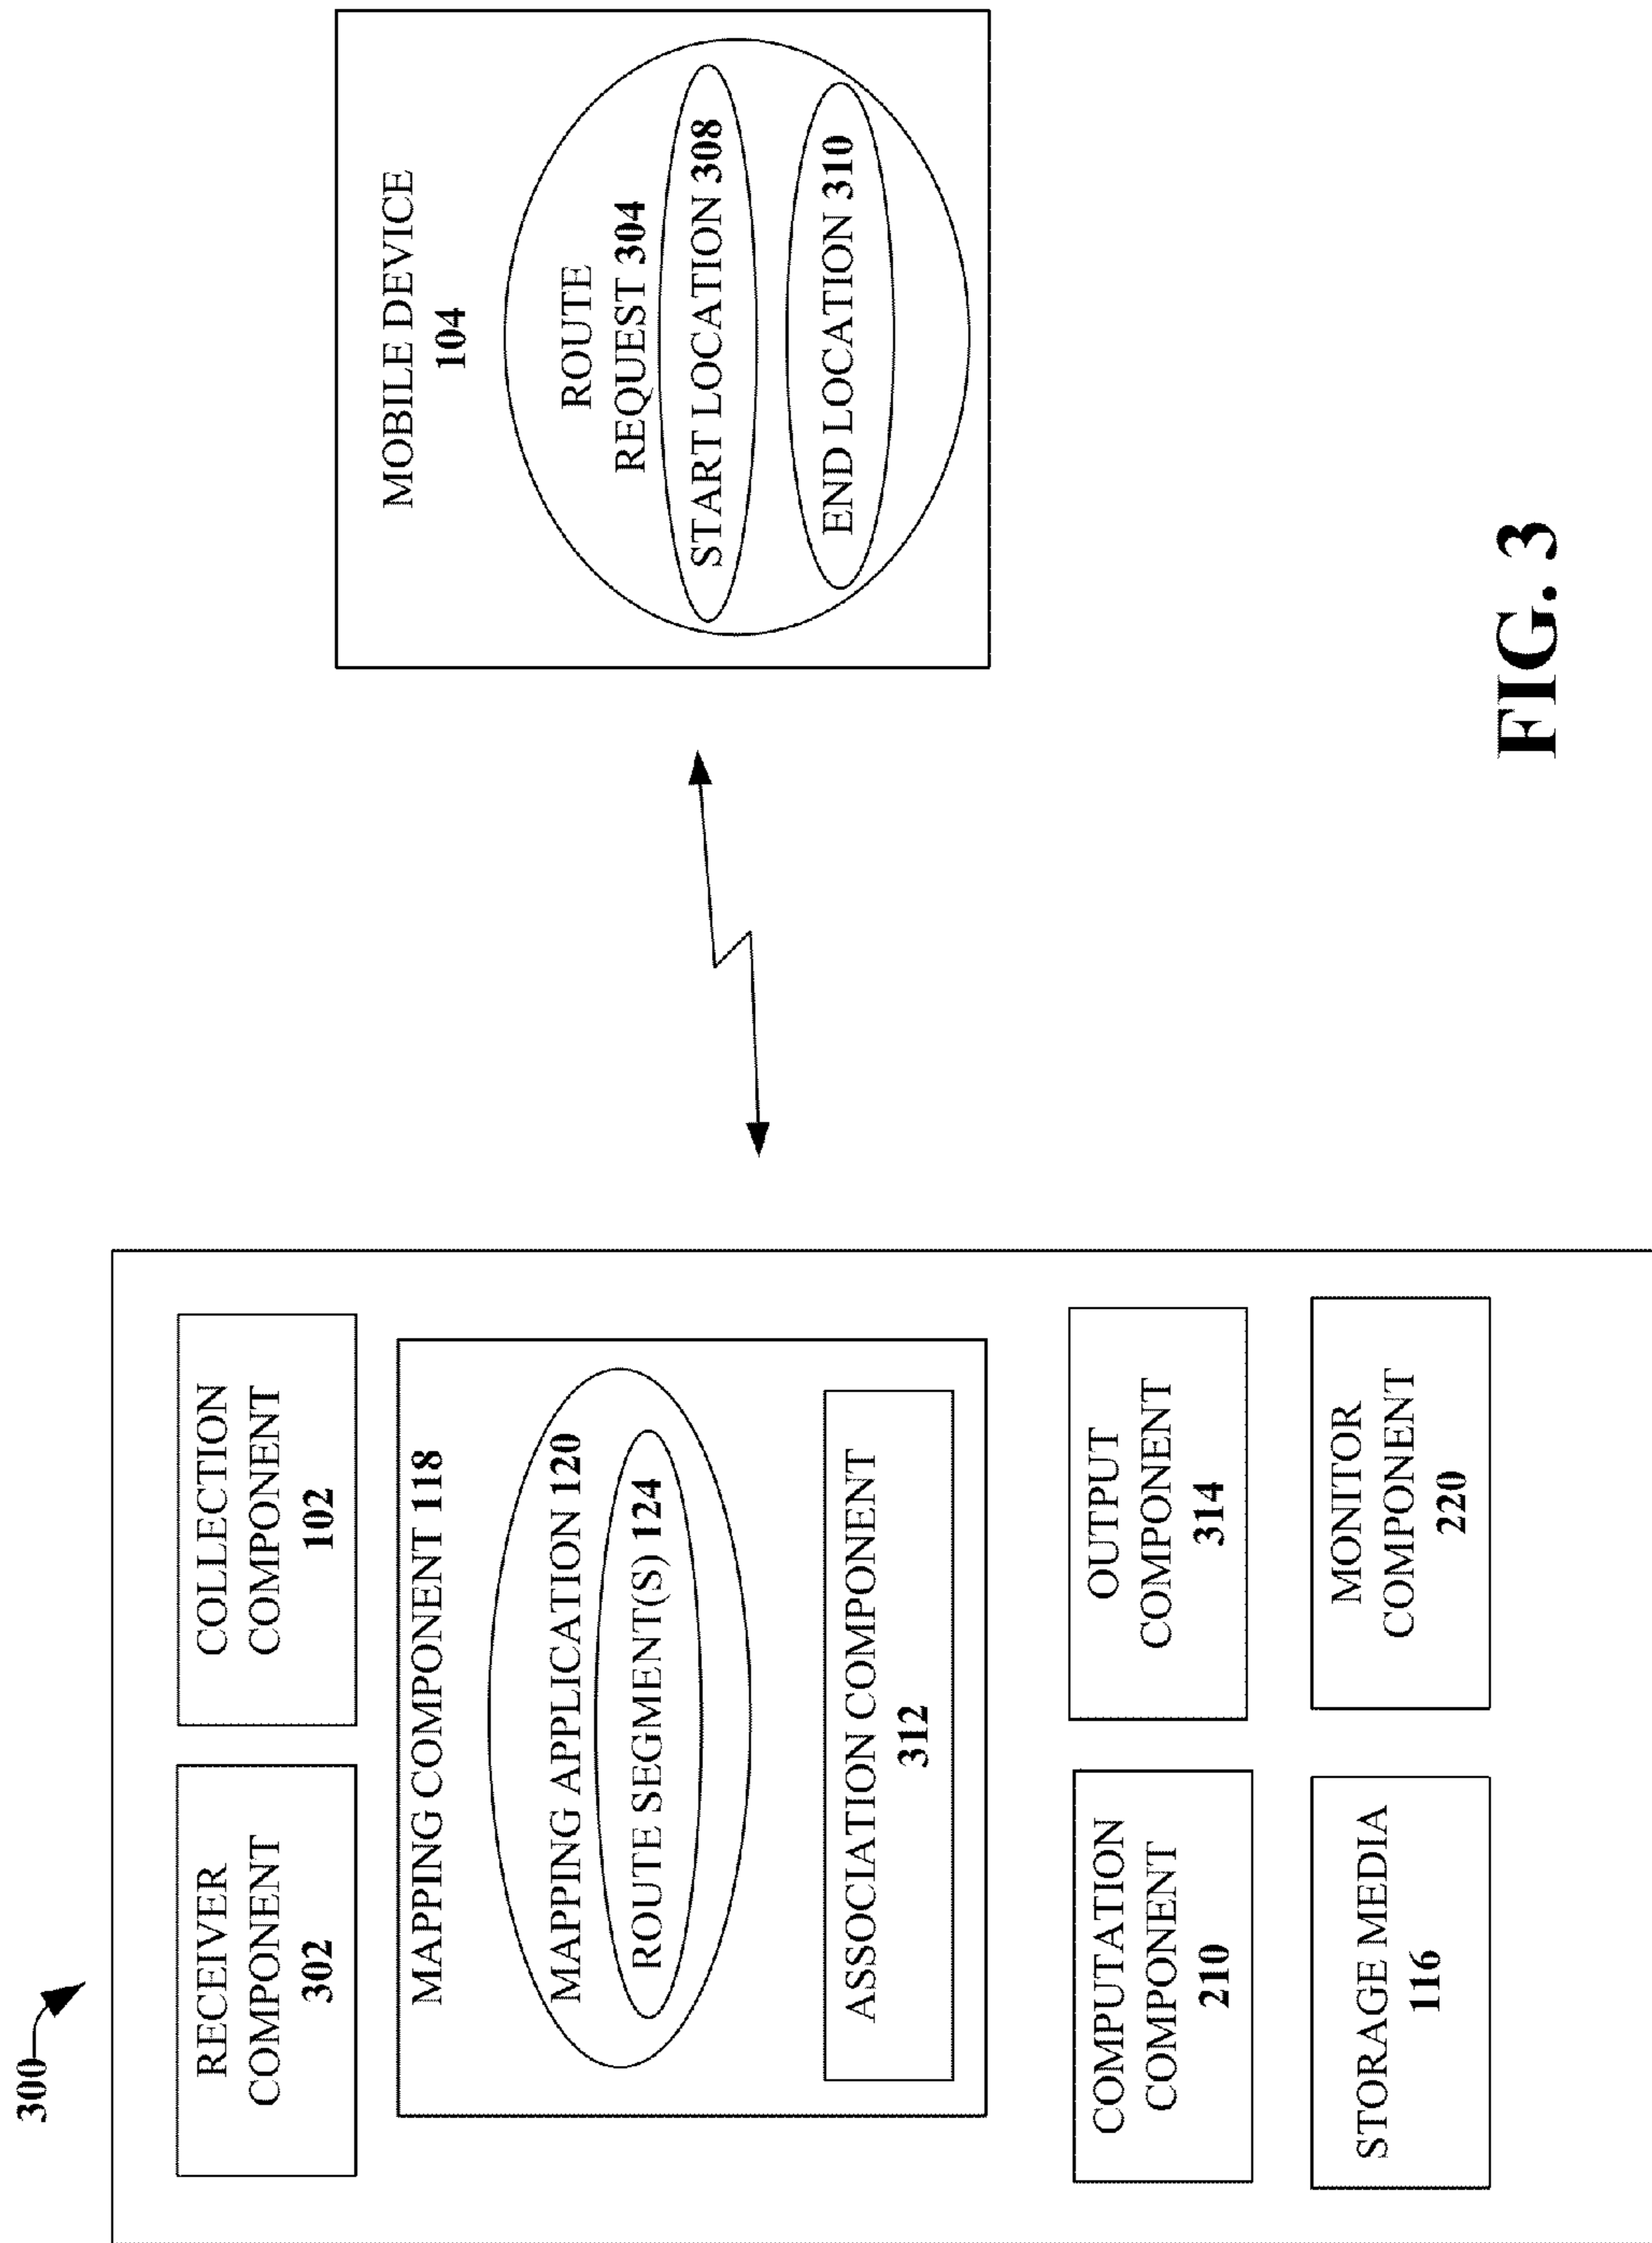 300
RECEIVER
COMPONENT
302
COLLECTION
COMPONENT
102
MAPPING COMPONENT 118
MAPPING APPLICATION 120
ROUTE SEGMENT(S) 124
ASSOCIATION COMPONENT
312
COMPUTATION
COMPONENT
210
OUTPUT
COMPONENT
314
STORAGE MEDIA
116
MONITOR
COMPONENT
220
MOBILE DEVICE
104
ROUTE
REQUEST 304
START LOCATION 308
END LOCATION 310
FIG. 3